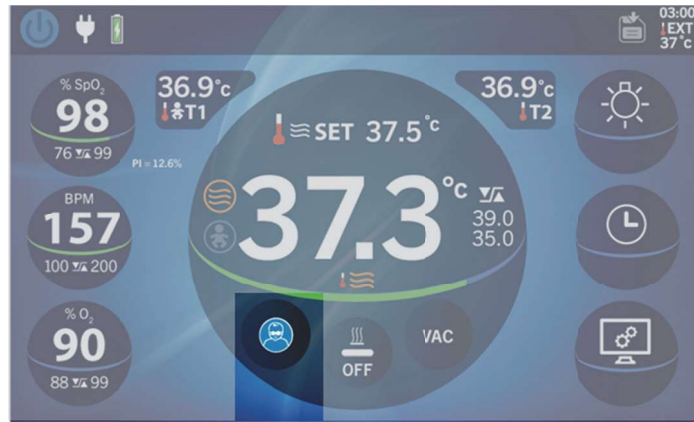 03:00
EXT
37°c
% SpO₂
98
76 99
PI = 12.6%
36.9°c
T1
36.9°c
T2
SET 37.5°c
37.3°c
39.0
35.0
BPM
157
100 200
% O₂
90
88 99
OFF
VAC